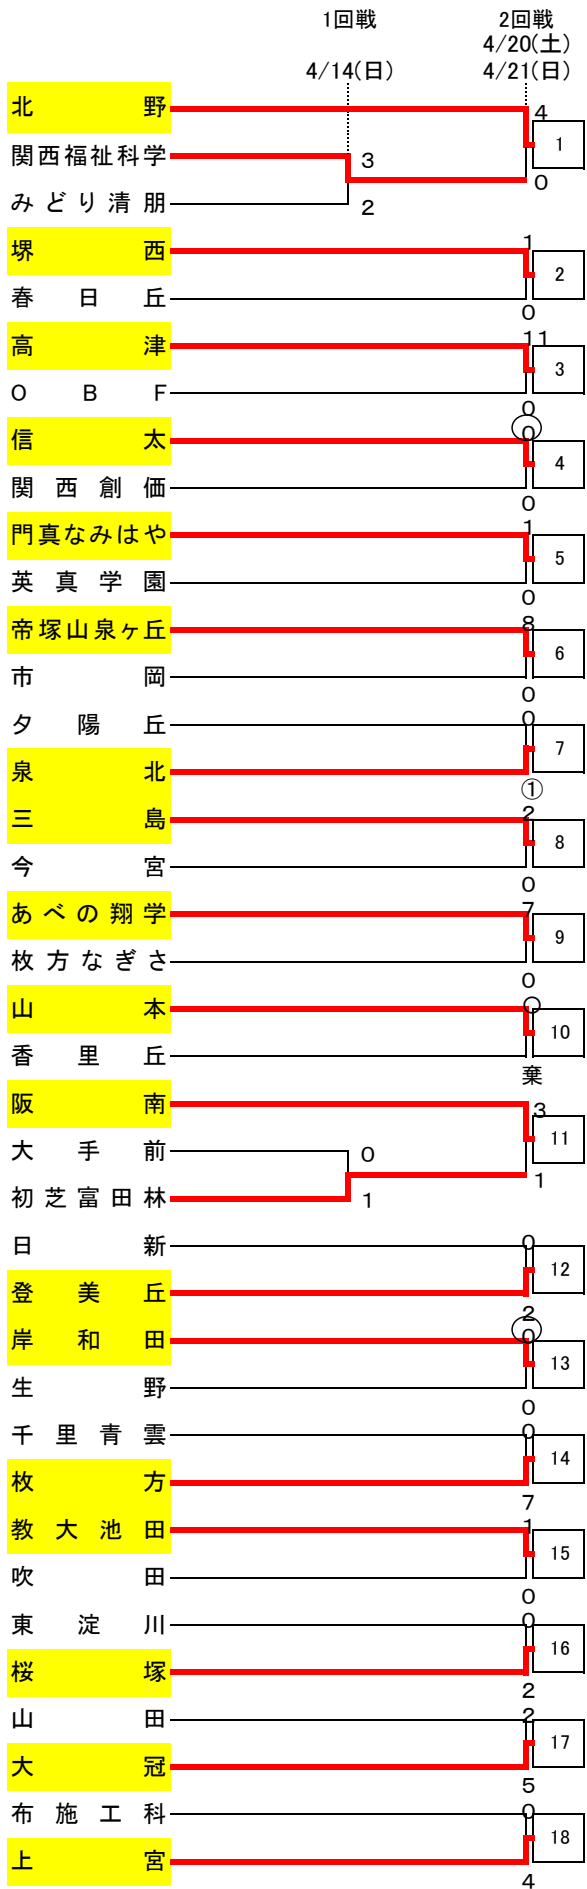 1回戦 2回戦
4/20(土)
4/14(日) 4/21(日)
北野 4
1
関西福祉科学 3
0
みどり清朋 2
堺西 1
2
春日丘
0
高津 11
3
OBF
0
信太 0
4
関西創価
0
門真なみはや 1
5
英真学園
0
帝塚山泉ヶ丘 8
6
市岡
0
夕陽丘 0
7
泉北
①
三島 2
8
今宮
0
あべの翔学 7
9
枚方なぎさ
0
山本 ○
10
香里丘
棄
阪南 3
11
大手前 0
1
初芝富田林 1
日新 0
12
登美丘
2
岸和田 0
13
生野
0
千里青雲 0
14
枚方
7
教大池田 1
15
吹田
0
東淀川 0
16
桜塚
2
山田 2
17
大冠
5
布施工科 0
18
上宮
4